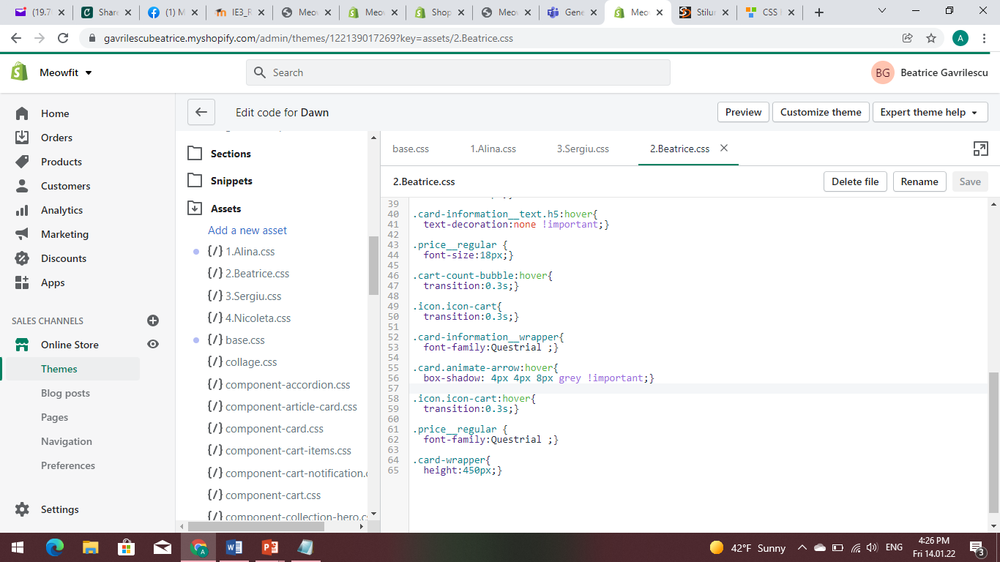 (19.7
Share
(1) M
IE3_R
Meow
Meow
Shop
Meow
Gene
Meow
Stilur
CSS
gavrilescubeatrice.myshopify.com/admin/themes/122139017269?key=assets/2.Beatrice.css
A
Meowfit
Search
BG Beatrice Gavrilescu
Home
Orders
Products
Customers
Analytics
Marketing
Discounts
Apps
SALES CHANNELS
Online Store
Themes
Blog posts
Pages
Navigation
Preferences
Settings
Edit code for Dawn
Preview
Customize theme
Expert theme help
Sections
Snippets
Assets
Add a new asset
{/} 1.Alina.css
{/} 2.Beatrice.css
{/} 3.Sergiu.css
{/} 4.Nicoleta.css
{/} base.css
{/} collage.css
{/} component-accordion.css
{/} component-article-card.css
{/} component-card.css
{/} component-cart-items.css
{/} component-cart-notification.c
{/} component-cart.css
{/} component-collection-hero.cs
base.css
1.Alina.css
3.Sergiu.css
2.Beatrice.css
2.Beatrice.css
Delete file
Rename
Save
39
40 .card-information__text.h5:hover{
41 text-decoration:none !important;}
42
43 .price__regular {
44 font-size:18px;}
45
46 .cart-count-bubble:hover{
47 transition:0.3s;}
48
49 .icon.icon-cart{
50 transition:0.3s;}
51
52 .card-information__wrapper{
53 font-family:Questrial ;}
54
55 .card.animate-arrow:hover{
56 box-shadow: 4px 4px 8px grey !important;}
57
58 .icon.icon-cart:hover{
59 transition:0.3s;}
60
61 .price__regular {
62 font-family:Questrial ;}
63
64 .card-wrapper{
65 height:450px;}
42°F Sunny
ENG
4:26 PM
Fri 14.01.22
3